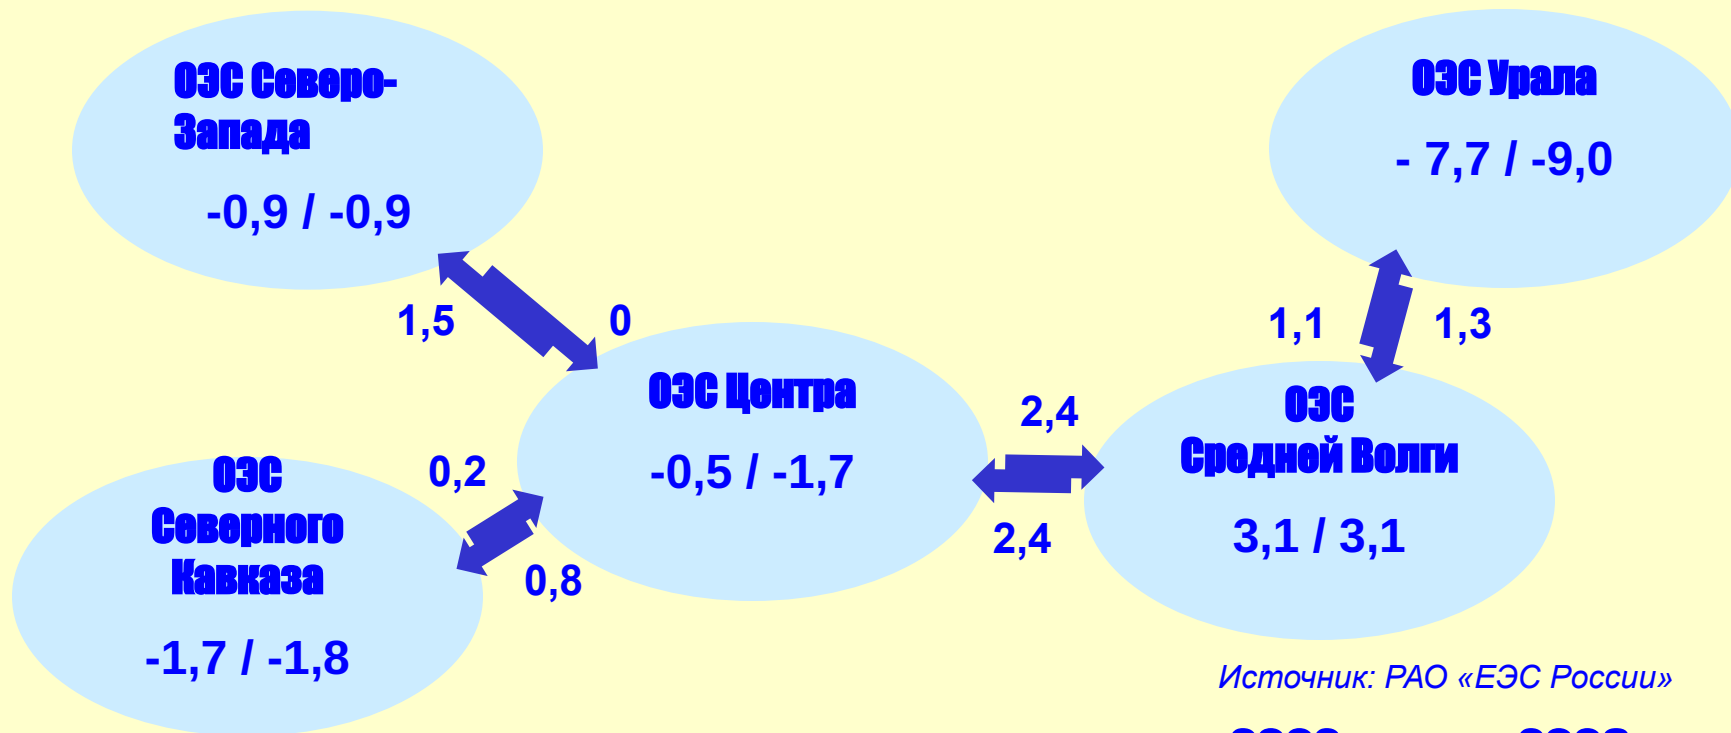 ОЭС Северо-
Запада
-0,9 / -0,9
ОЭС Урала
- 7,7 / -9,0
1,5
0
1,1
1,3
ОЭС Центра
-0,5 / -1,7
2,4
2,4
ОЭС
Средней Волги
3,1 / 3,1
0,2
0,8
ОЭС
Северного
Кавказа
-1,7 / -1,8
Источник: РАО «ЕЭС России»